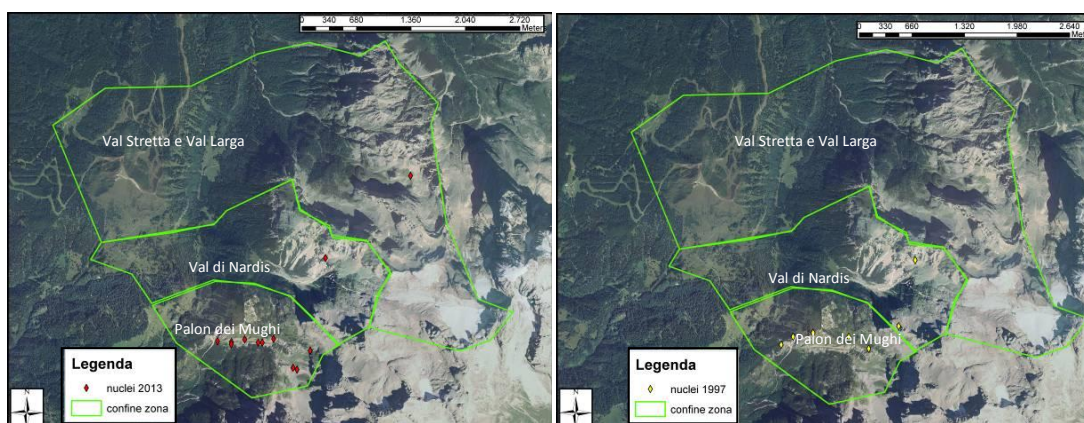 0 340 680 1.360 2.040 2.720
Meter
Val Stretta e Val Larga
Val di Nardis
Palon dei Mughi
Legenda
nuclei 2013
confine zona
N
0 330 660 1.320 1.980 2.640
Met
Val Stretta e Val Larga
Val di Nardis
Palon dei Mughi
Legenda
nuclei 1997
confine zona
N